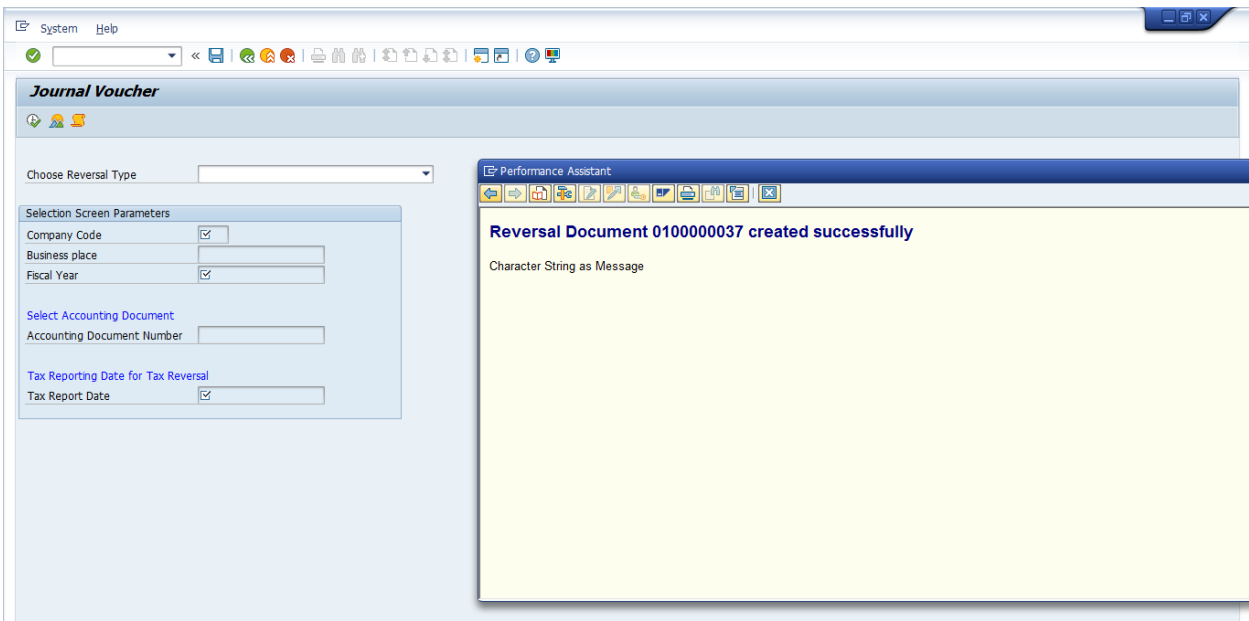 System Help
«
Journal Voucher
Choose Reversal Type
Selection Screen Parameters
Company Code
Business place
Fiscal Year
Select Accounting Document
Accounting Document Number
Tax Reporting Date for Tax Reversal
Tax Report Date
Performance Assistant
Reversal Document 0100000037 created successfully
Character String as Message